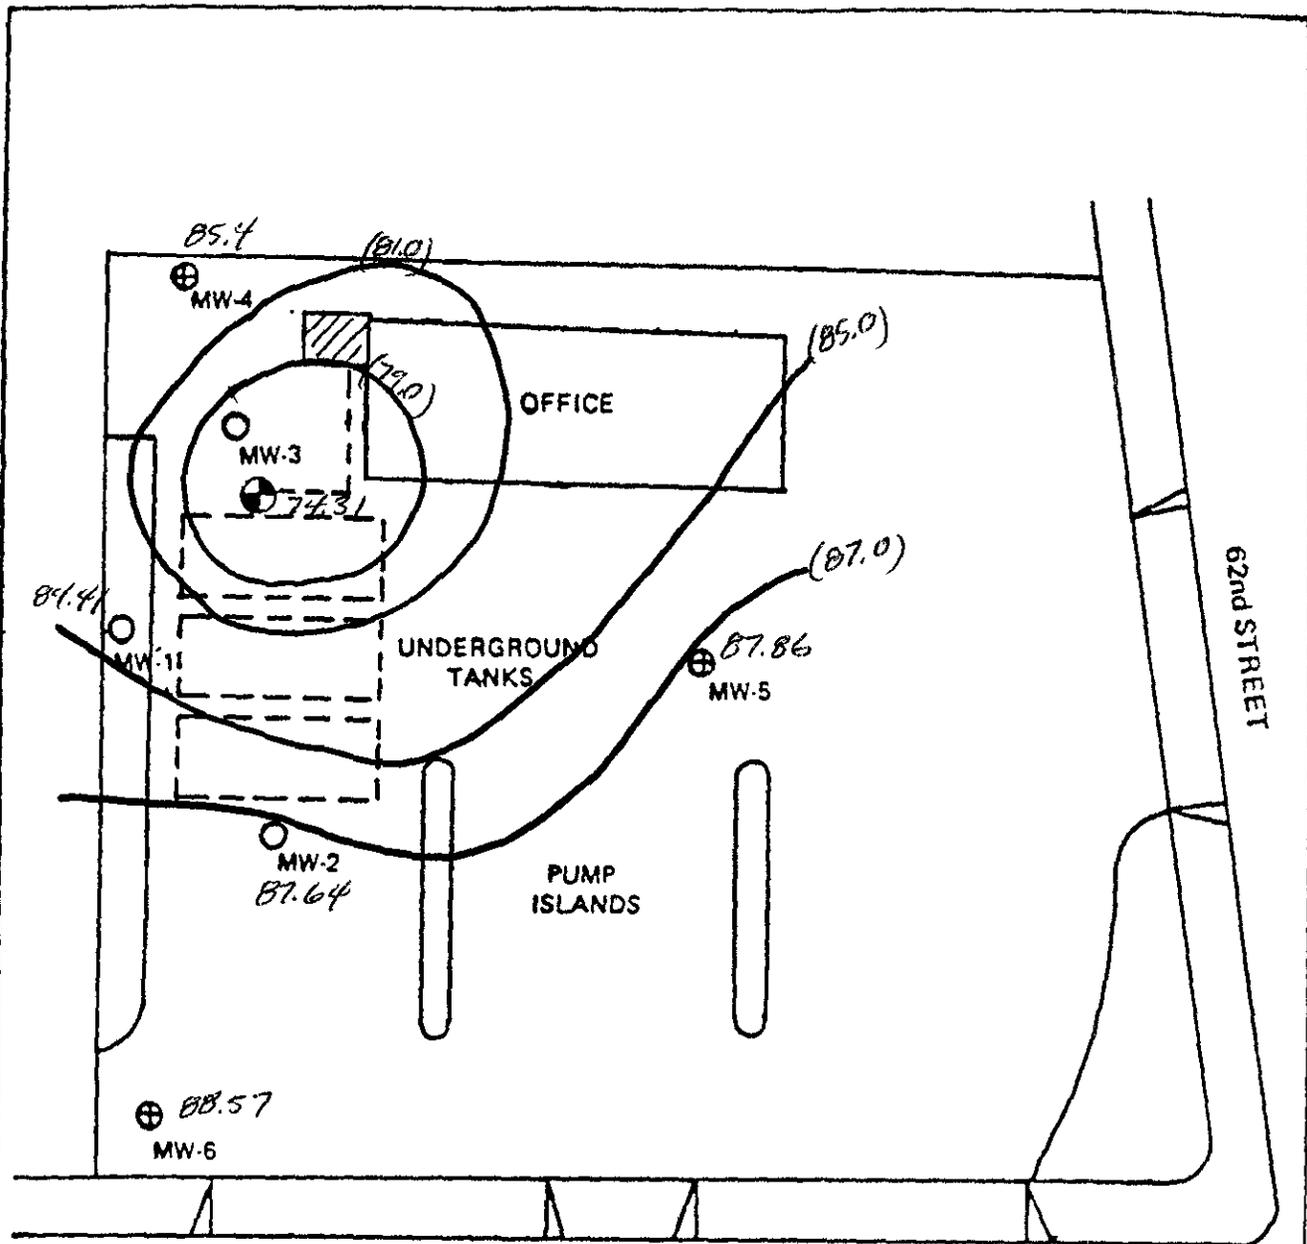 85.4
(81.0)
MW-4
(85.0)
(79.0)
OFFICE
MW-3
74.31
(87.0)
62nd STREET
84.41
MW-1
UNDERGROUND
TANKS
87.86
MW-5
MW-2
87.64
PUMP
ISLANDS
88.57
MW-6